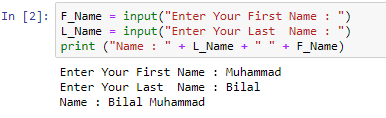 In [2]: F_Name = input("Enter Your First Name : ")
L_Name = input("Enter Your Last  Name : ")
print ("Name : " + L_Name + " " + F_Name)
Enter Your First Name : Muhammad
Enter Your Last  Name : Bilal
Name : Bilal Muhammad